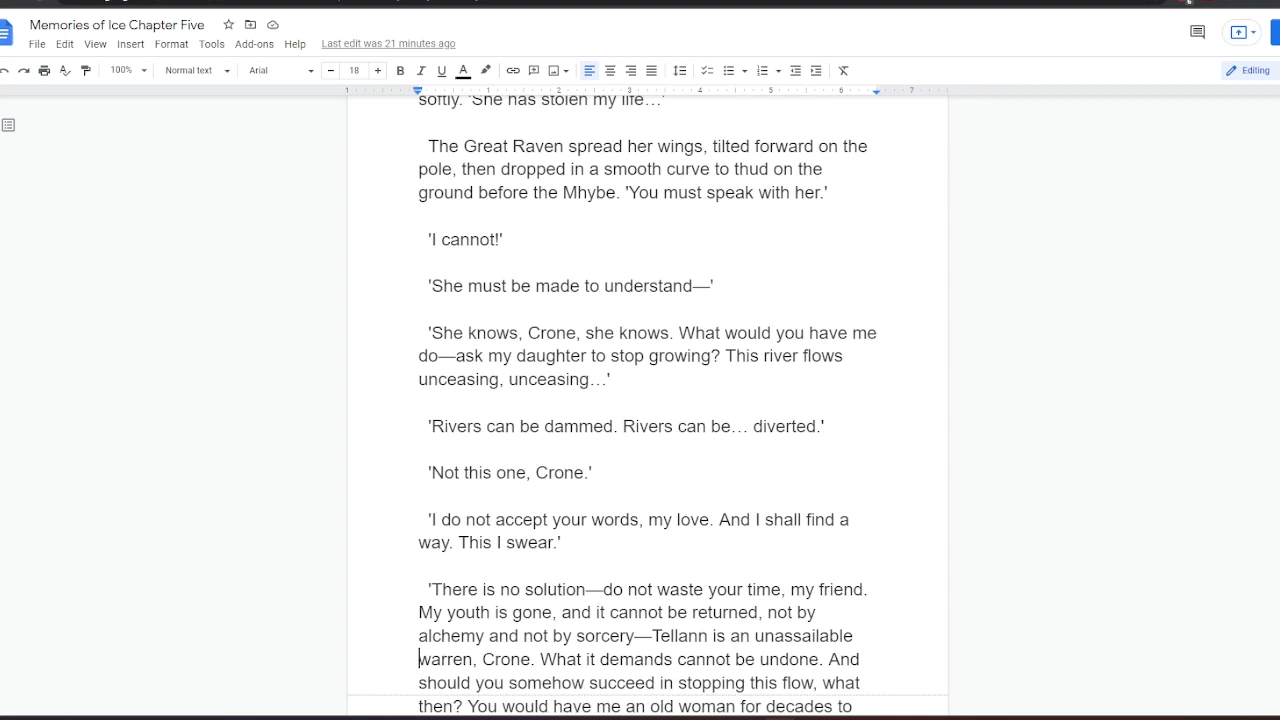 Memories of Ice Chapter Five
File Edit View Insert Format Tools Add-ons Help Last edit was 21 minutes ago
100% Normal text Arial 18 B I U A Editing
1 1 2 3 4 5 6 7
softly. 'She has stolen my life…'
The Great Raven spread her wings, tilted forward on the
pole, then dropped in a smooth curve to thud on the
ground before the Mhybe. 'You must speak with her.'
'I cannot!'
'She must be made to understand—'
'She knows, Crone, she knows. What would you have me
do—ask my daughter to stop growing? This river flows
unceasing, unceasing…'
'Rivers can be dammed. Rivers can be… diverted.'
'Not this one, Crone.'
'I do not accept your words, my love. And I shall find a
way. This I swear.'
'There is no solution—do not waste your time, my friend.
My youth is gone, and it cannot be returned, not by
alchemy and not by sorcery—Tellann is an unassailable
warren, Crone. What it demands cannot be undone. And
should you somehow succeed in stopping this flow, what
then? You would have me an old woman for decades to